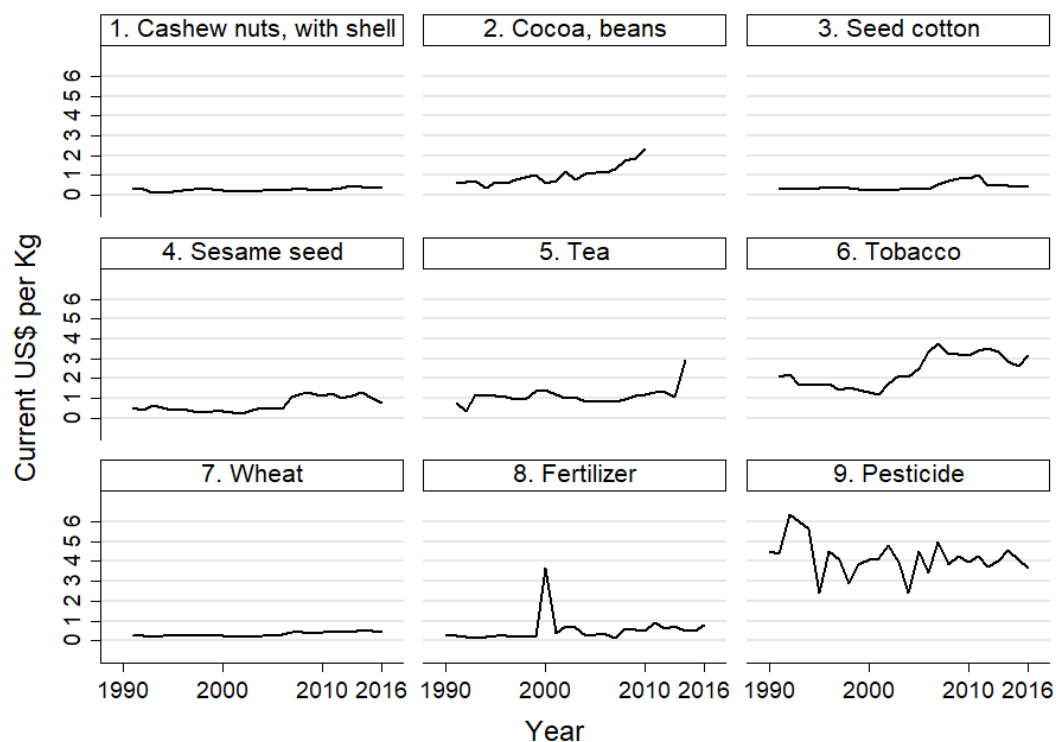 1. Cashew nuts, with shell
2. Cocoa, beans
3. Seed cotton
6
5
4
3
2
1
0
4. Sesame seed
5. Tea
6. Tobacco
6
5
4
3
2
1
0
7. Wheat
8. Fertilizer
9. Pesticide
6
5
4
3
2
1
0
Current US$ per Kg
1990 2000 2010 2016
1990 2000 2010 2016
1990 2000 2010 2016
Year